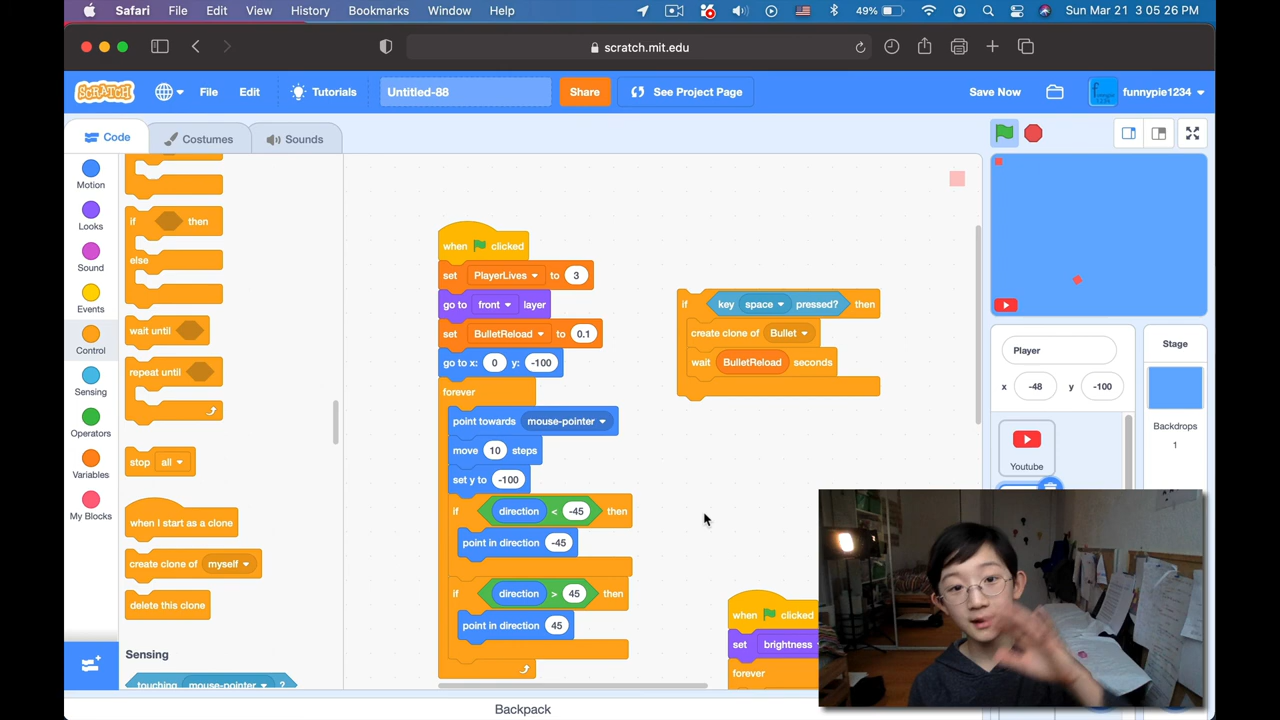 Safari File Edit View History Bookmarks Window Help 49% Sun Mar 21 3:05:26 PM
scratch.mit.edu
SCRATCH File Edit Tutorials Untitled-88 Share See Project Page Save Now funnypie1234
Code Costumes Sounds
Motion
Looks
Sound
Events
Control
Sensing
Operators
Variables
My Blocks
if then
else
wait until
repeat until
stop all
when I start as a clone
create clone of myself
delete this clone
Sensing
touching mouse-pointer ?
when clicked
set PlayerLives to 3
go to front layer
set BulletReload to 0.1
go to x: 0 y: -100
forever
point towards mouse-pointer
move 10 steps
set y to -100
if direction < -45 then
point in direction -45
if direction > 45 then
point in direction 45
if key space pressed? then
create clone of Bullet
wait BulletReload seconds
when clicked
set brightness
forever
Player
x -48 y -100
Youtube
Stage
Backdrops
1
Backpack